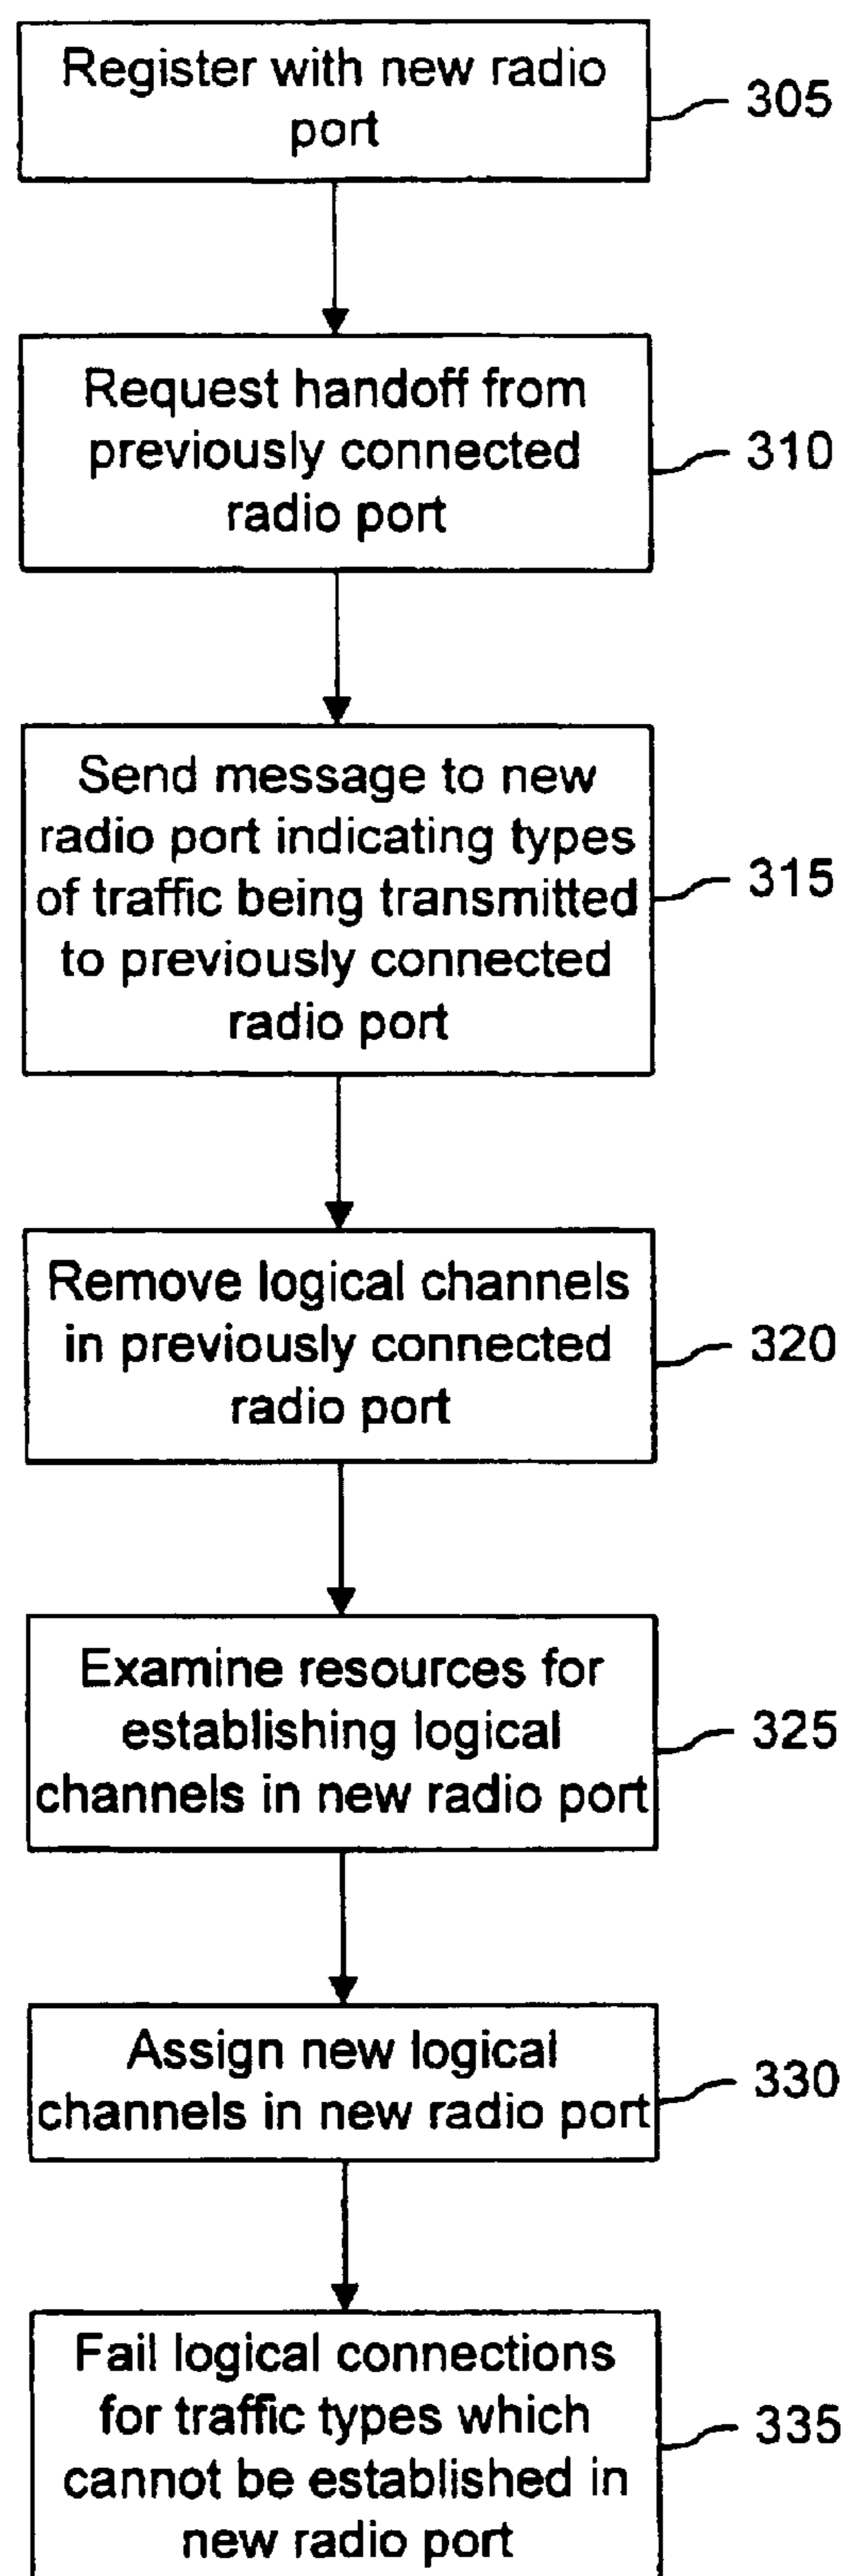 Register with new radio
port
305
Request handoff from
previously connected
radio port
310
Send message to new
radio port indicating types
of traffic being transmitted
to previously connected
radio port
315
Remove logical channels
in previously connected
radio port
320
Examine resources for
establishing logical
channels in new radio port
325
Assign new logical
channels in new radio port
330
Fail logical connections
for traffic types which
cannot be established in
new radio port
335